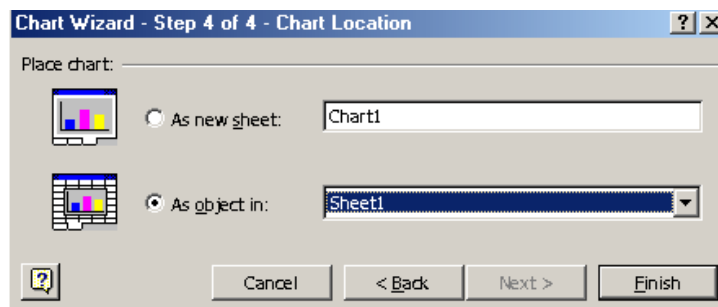 Chart Wizard - Step 4 of 4 - Chart Location
Place chart:
As new sheet: Chart1
As object in: Sheet1
Cancel < Back Next > Finish